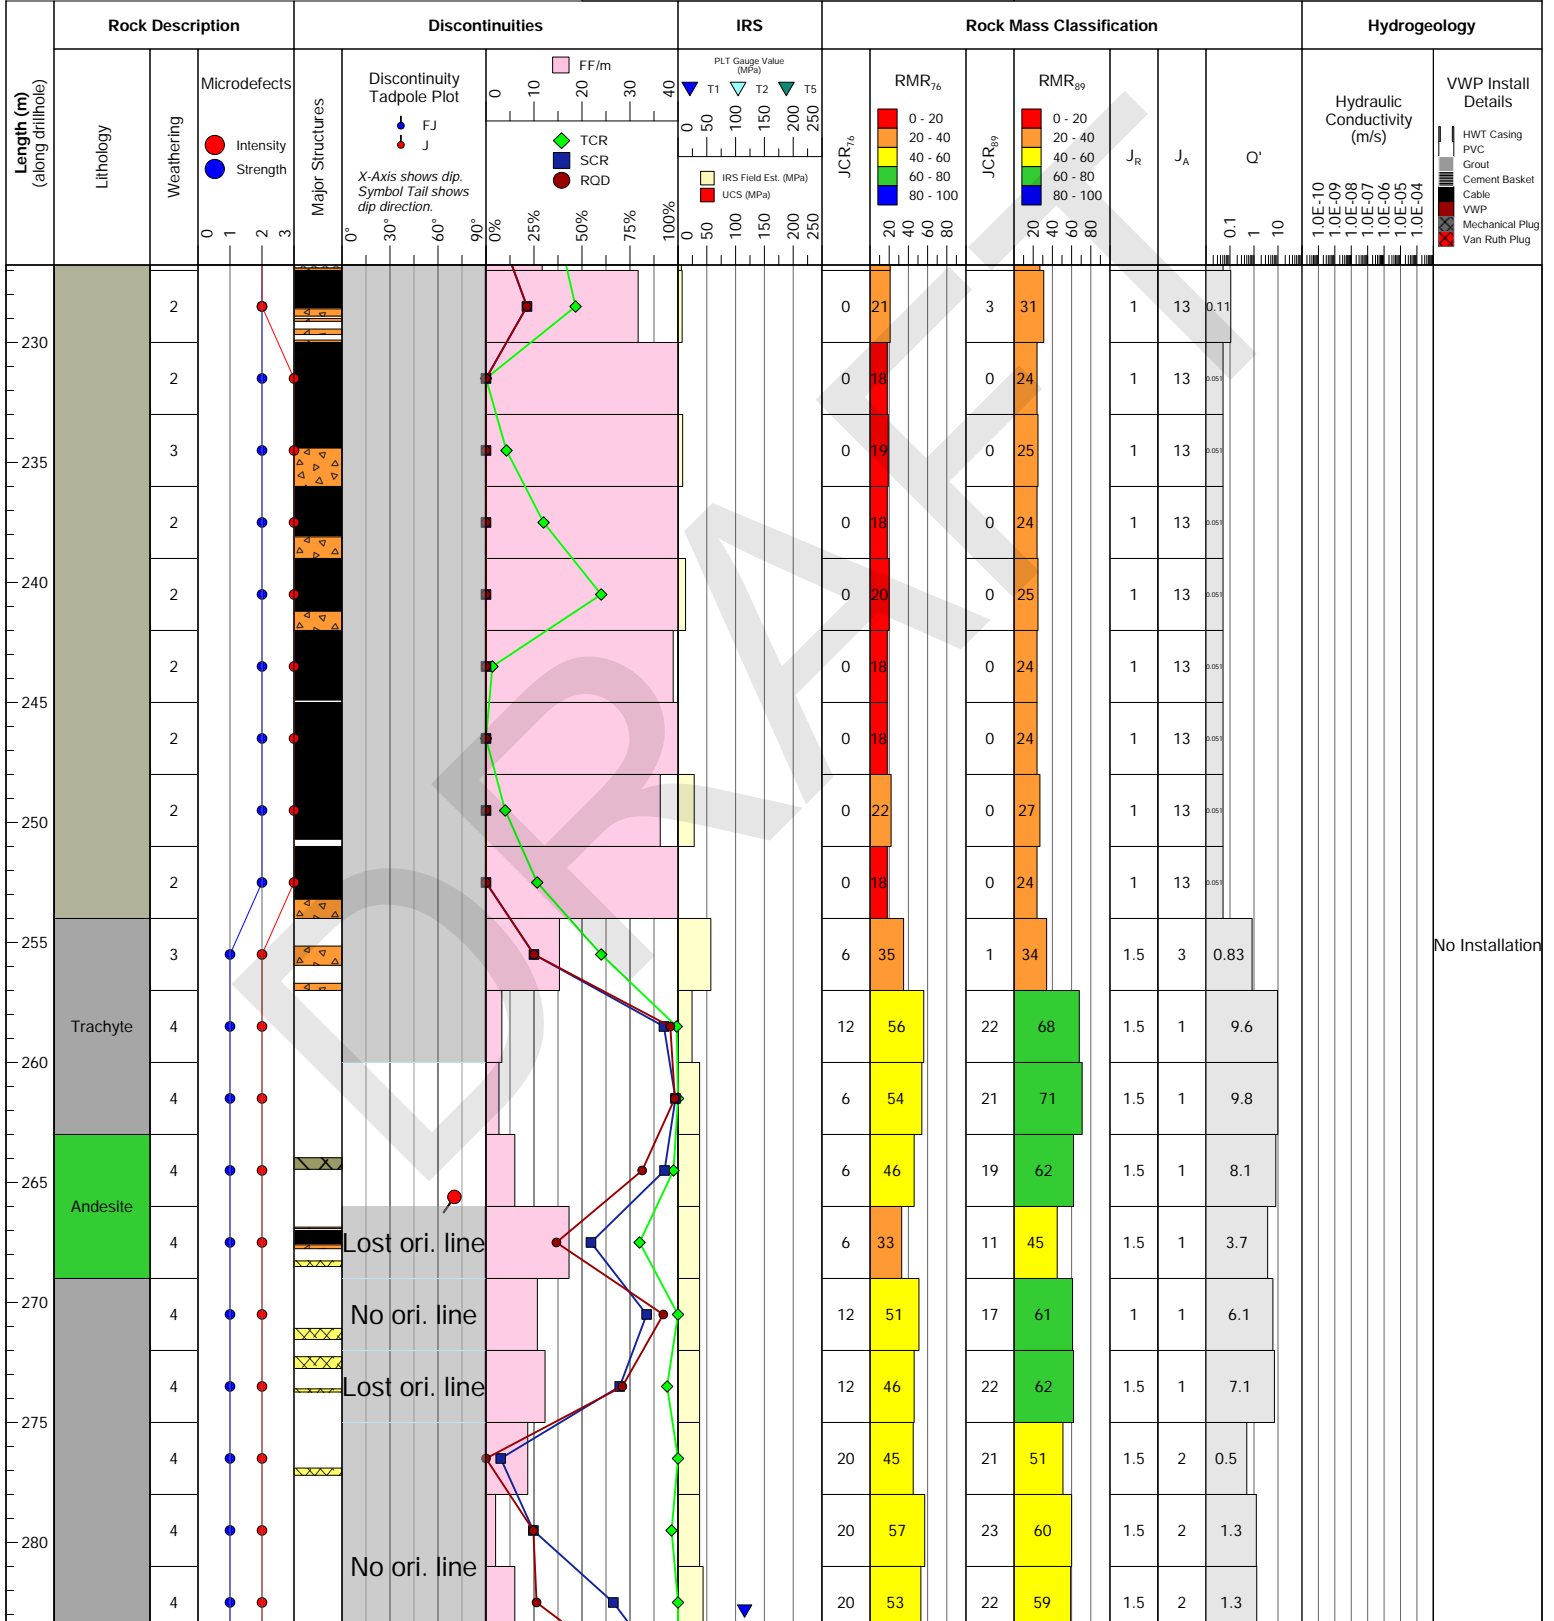 Rock Description
Discontinuities
IRS
Rock Mass Classification
Hydrogeology
Length (m)
(along drillhole)
Lithology
Weathering
Microdefects
Intensity
Strength
0 1 2 3
Major Structures
Discontinuity
Tadpole Plot
FJ
J
X-Axis shows dip.
Symbol Tail shows
dip direction.
0° 30° 60° 90°
FF/m
0 10 20 30 40
TCR
SCR
RQD
0% 25% 50% 75% 100%
PLT Gauge Value
(MPa)
T1 T2 T5
0 50 100 150 200 250
IRS Field Est. (MPa)
UCS (MPa)
0 50 100 150 200 250
JCR76
RMR76
0 - 20
20 - 40
40 - 60
60 - 80
80 - 100
20 40 60 80
JCR89
RMR89
0 - 20
20 - 40
40 - 60
60 - 80
80 - 100
20 40 60 80
JR
JA
Q'
0.1 1 10
Hydraulic
Conductivity
(m/s)
1.0E-10 1.0E-09 1.0E-08 1.0E-07 1.0E-06 1.0E-05 1.0E-04
VWP Install
Details
HWT Casing
PVC
Grout
Cement Basket
Cable
VWP
Mechanical Plug
Van Ruth Plug
2 0 21 3 31 1 13 0.11
230
2 0 18 0 24 1 13 0.051
3 0 19 0 25 1 13 0.051
235
2 0 18 0 24 1 13 0.051
2 0 20 0 25 1 13 0.051
240
2 0 18 0 24 1 13 0.051
245
2 0 18 0 24 1 13 0.051
2 0 22 0 27 1 13 0.051
250
2 0 18 0 24 1 13 0.051
255
3 6 35 1 34 1.5 3 0.83
No Installation
Trachyte
4 12 56 22 68 1.5 1 9.6
260
4 6 54 21 71 1.5 1 9.8
4 6 46 19 62 1.5 1 8.1
265
Andesite
4 Lost ori. line 6 33 11 45 1.5 1 3.7
270
4 No ori. line 12 51 17 61 1 1 6.1
4 Lost ori. line 12 46 22 62 1.5 1 7.1
275
4 20 45 21 51 1.5 2 0.5
4 20 57 23 60 1.5 2 1.3
280
No ori. line
4 20 53 22 59 1.5 2 1.3
DRAFT